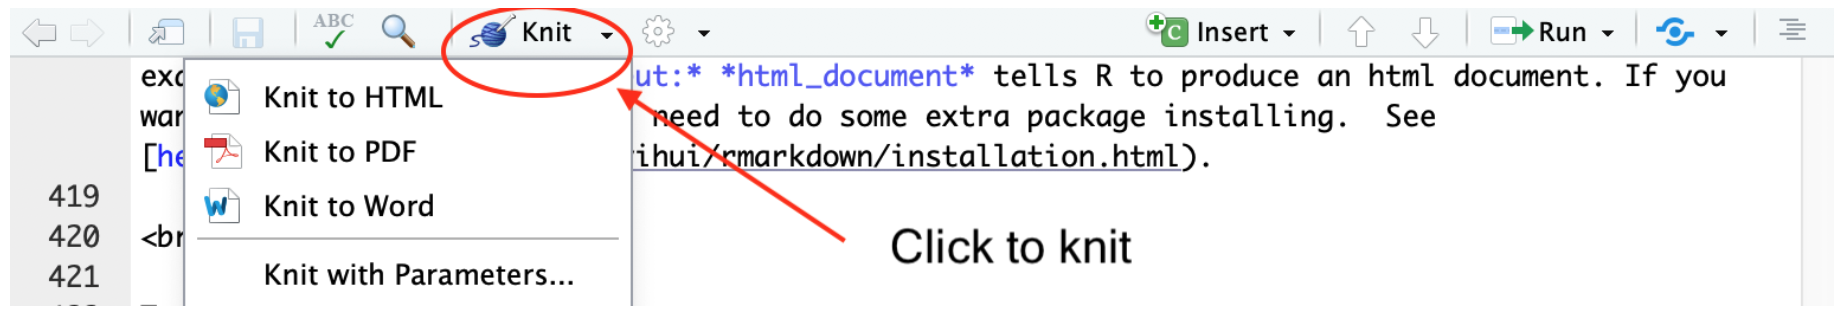 ABC Knit Insert Run
exa ut:* *html_document* tells R to produce an html document. If you
Knit to HTML
war need to do some extra package installing. See
Knit to PDF
[he rihui/rmarkdown/installation.html).
419
Knit to Word
420 <br
Click to knit
421
Knit with Parameters...